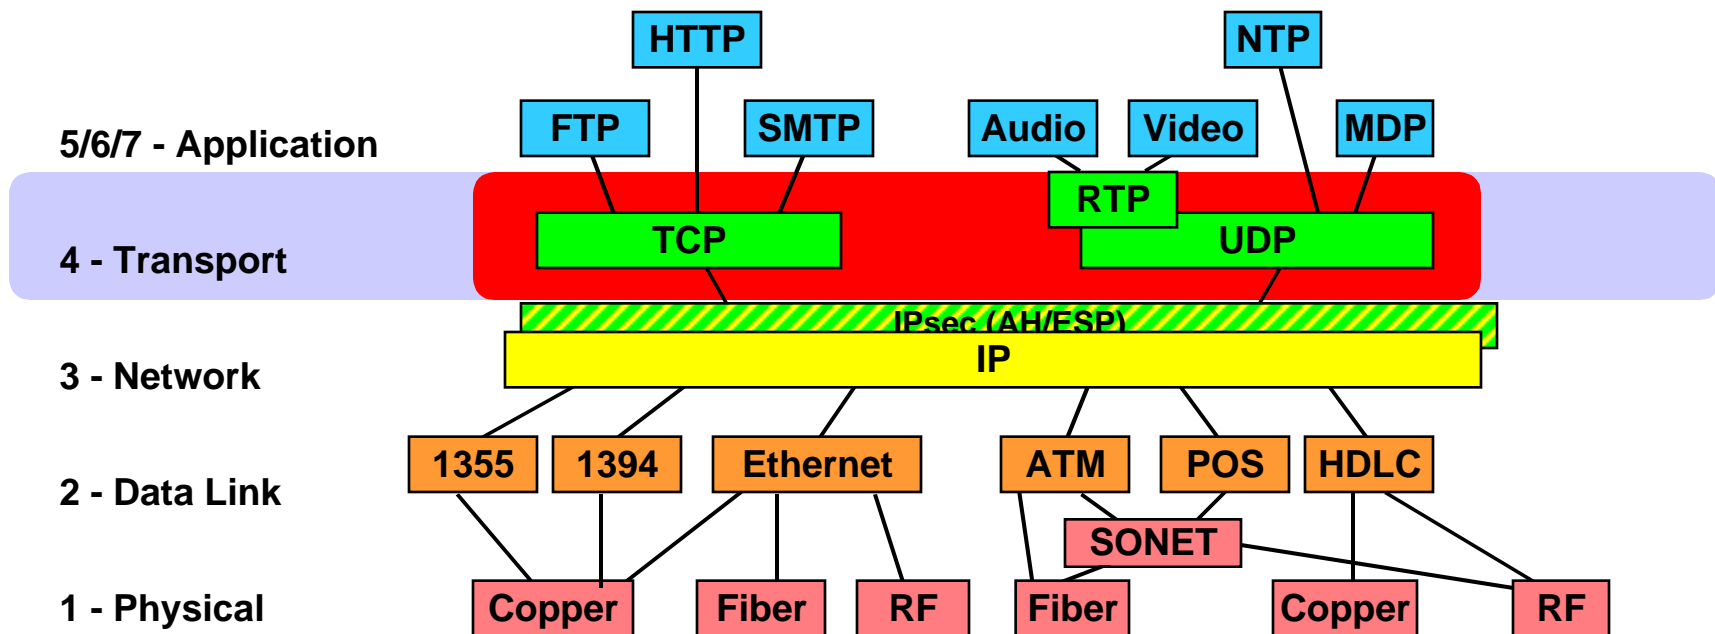 HTTP
NTP
FTP
SMTP
Audio
Video
MDP
5/6/7 - Application
RTP
TCP
UDP
4 - Transport
IPsec (AH/ESP)
IP
3 - Network
1355
1394
Ethernet
ATM
POS
HDLC
2 - Data Link
SONET
1 - Physical
Copper
Fiber
RF
Fiber
Copper
RF